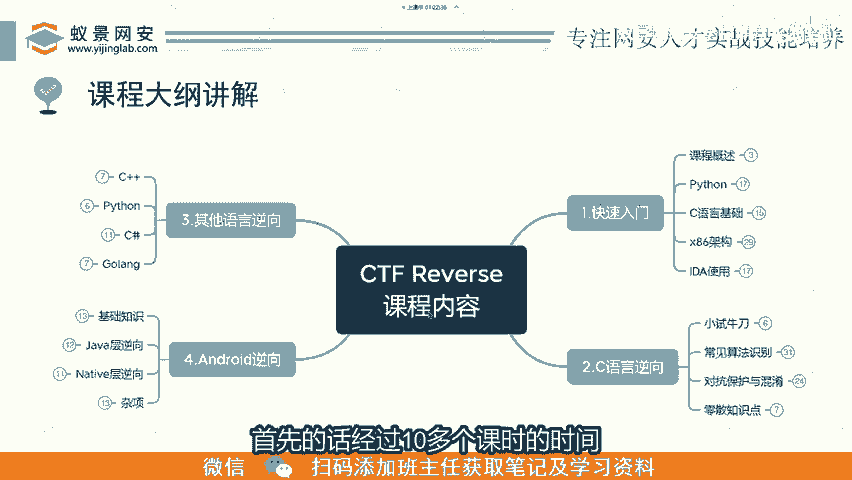 蚁景网安
www.yijinglab.com
专注网安人才实战技能培养
课程大纲讲解
CTF Reverse
课程内容
1.快速入门
课程概述 3
Python 17
C语言基础 15
x86架构 29
IDA使用 17
2.C语言逆向
小试牛刀 6
常见算法识别 31
对抗保护与混淆 24
零散知识点 7
3.其他语言逆向
7 C++
6 Python
11 C#
7 Golang
4.Android逆向
13 基础知识
12 Java层逆向
11 Native层逆向
13 杂项
首先的话经过10多个课时的时间
微信 扫码添加班主任获取笔记及学习资料